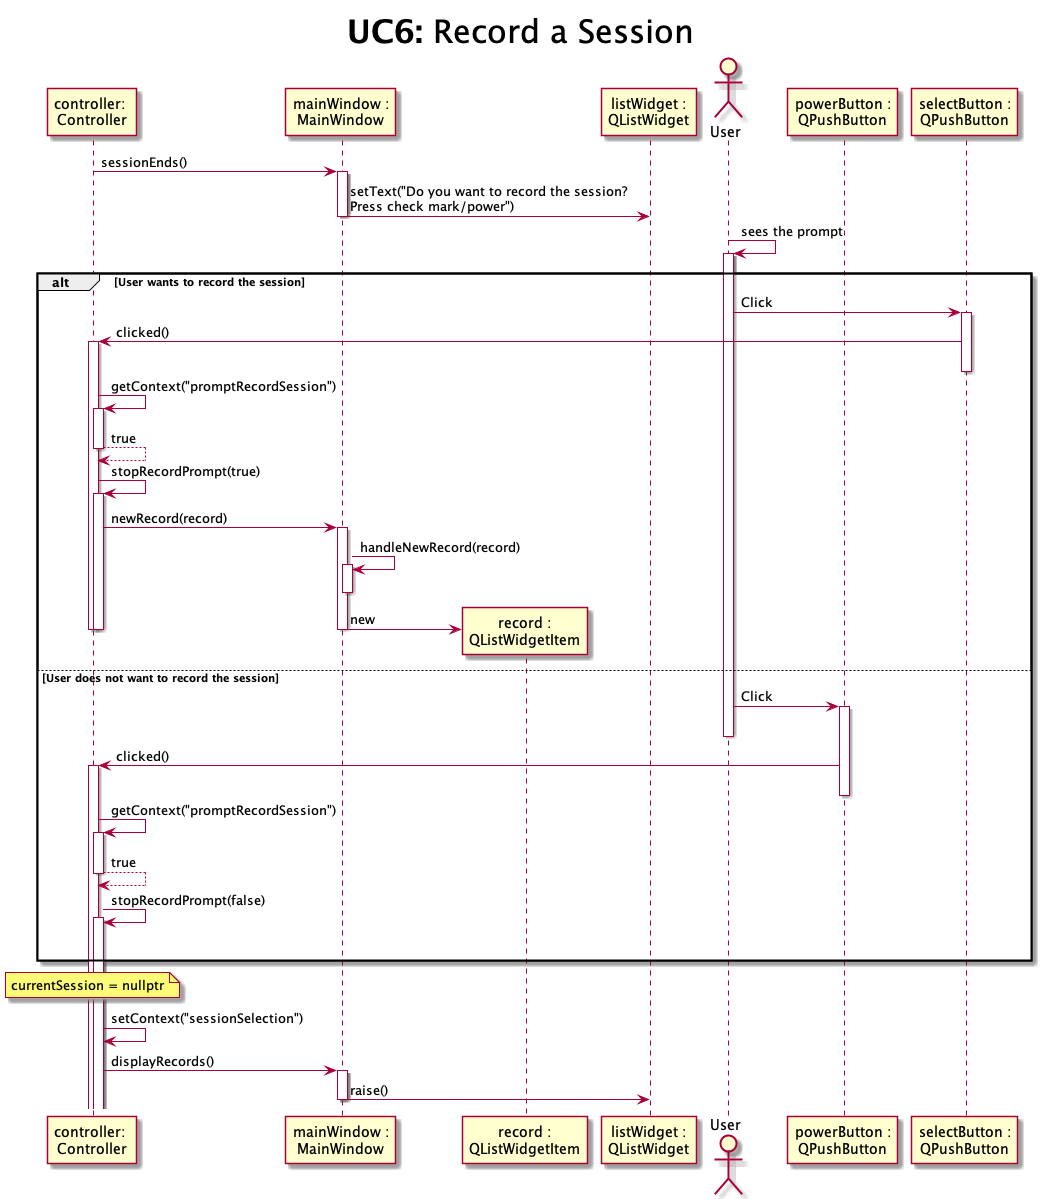 UC6: Record a Session
controller:
Controller
mainWindow :
MainWindow
listWidget :
QListWidget
User
powerButton :
QPushButton
selectButton :
QPushButton
sessionEnds()
setText("Do you want to record the session?
Press check mark/power")
sees the prompt
alt
[User wants to record the session]
Click
clicked()
getContext("promptRecordSession")
true
stopRecordPrompt(true)
newRecord(record)
handleNewRecord(record)
new
record :
QListWidgetItem
[User does not want to record the session]
Click
clicked()
getContext("promptRecordSession")
true
stopRecordPrompt(false)
currentSession = nullptr
setContext("sessionSelection")
displayRecords()
raise()
controller:
Controller
mainWindow :
MainWindow
record :
QListWidgetItem
listWidget :
QListWidget
User
powerButton :
QPushButton
selectButton :
QPushButton